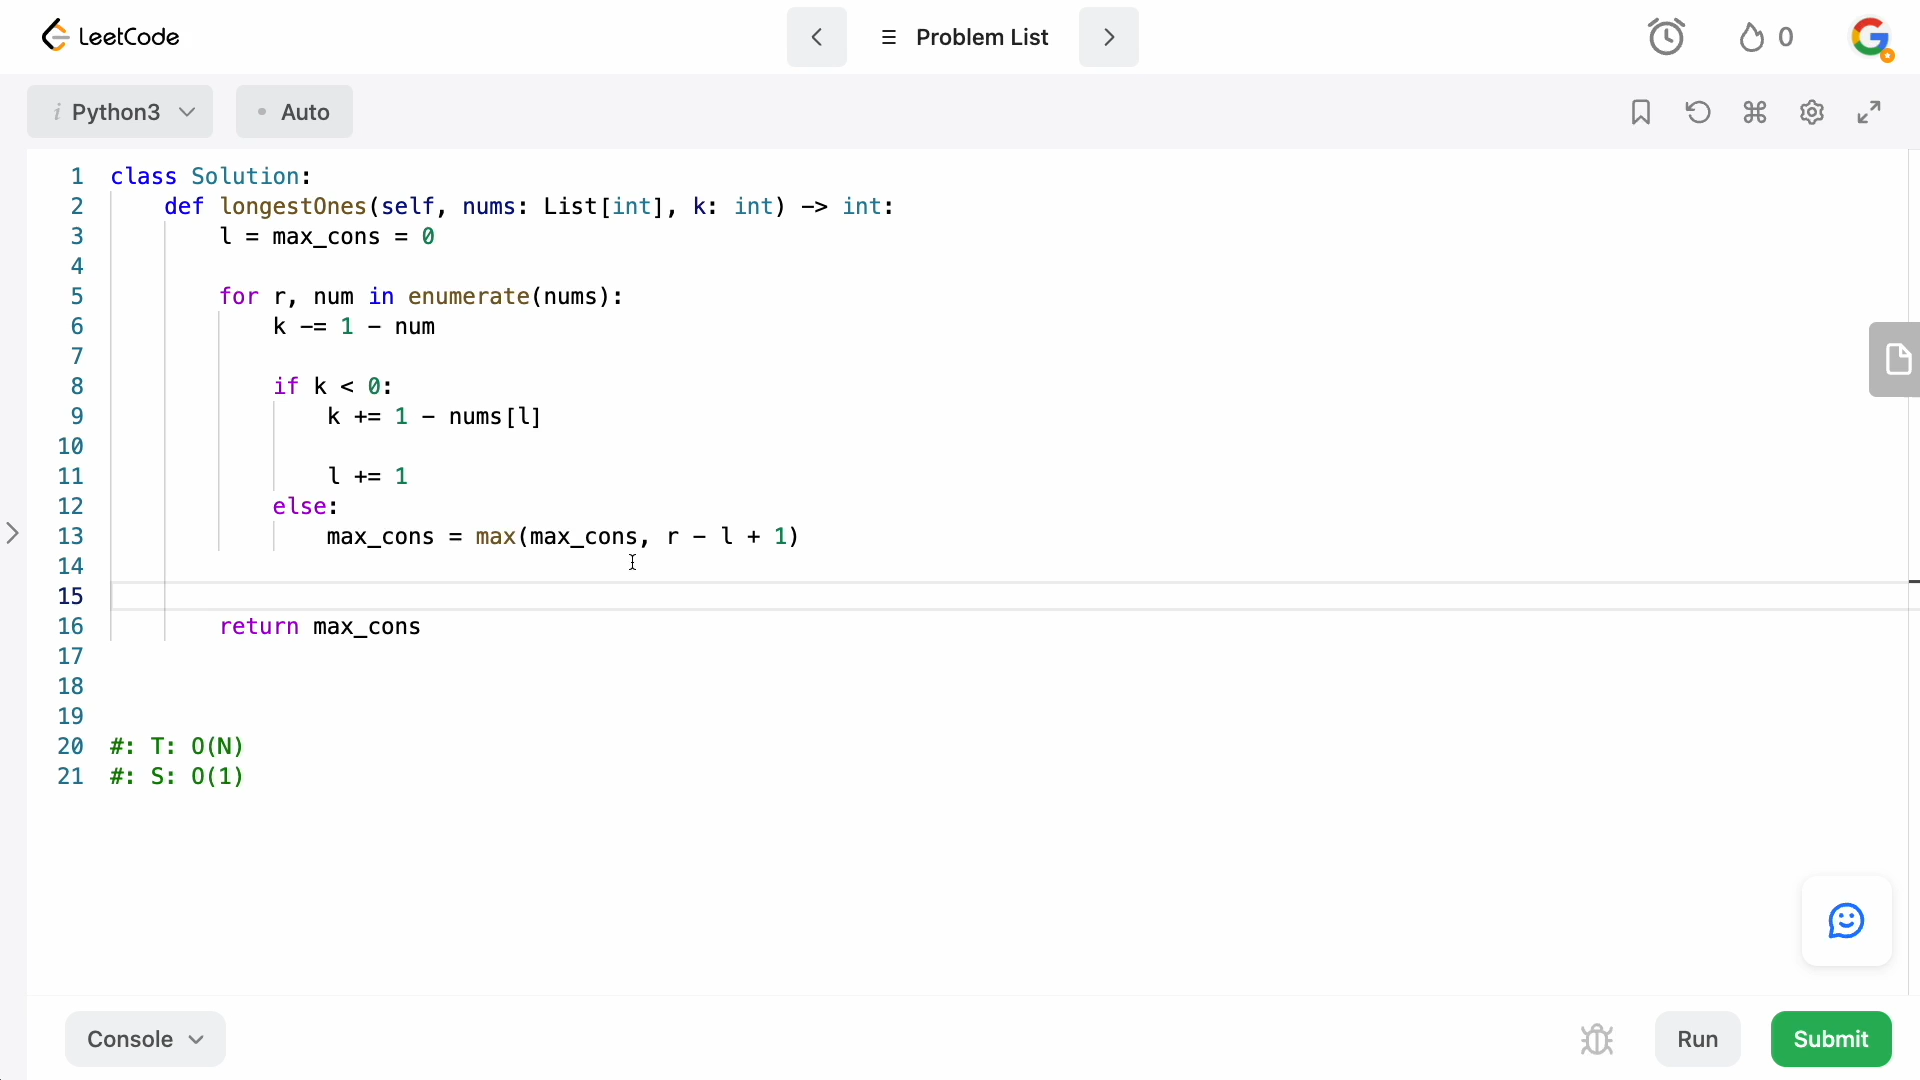 LeetCode
Problem List
0
Python3
Auto
1 class Solution:
2     def longestOnes(self, nums: List[int], k: int) -> int:
3         l = max_cons = 0
4
5         for r, num in enumerate(nums):
6             k -= 1 - num
7
8             if k < 0:
9                 k += 1 - nums[l]
10
11                 l += 1
12             else:
13                 max_cons = max(max_cons, r - l + 1)
14
15
16         return max_cons
17
18
19
20 #: T: O(N)
21 #: S: O(1)
Console
Run
Submit